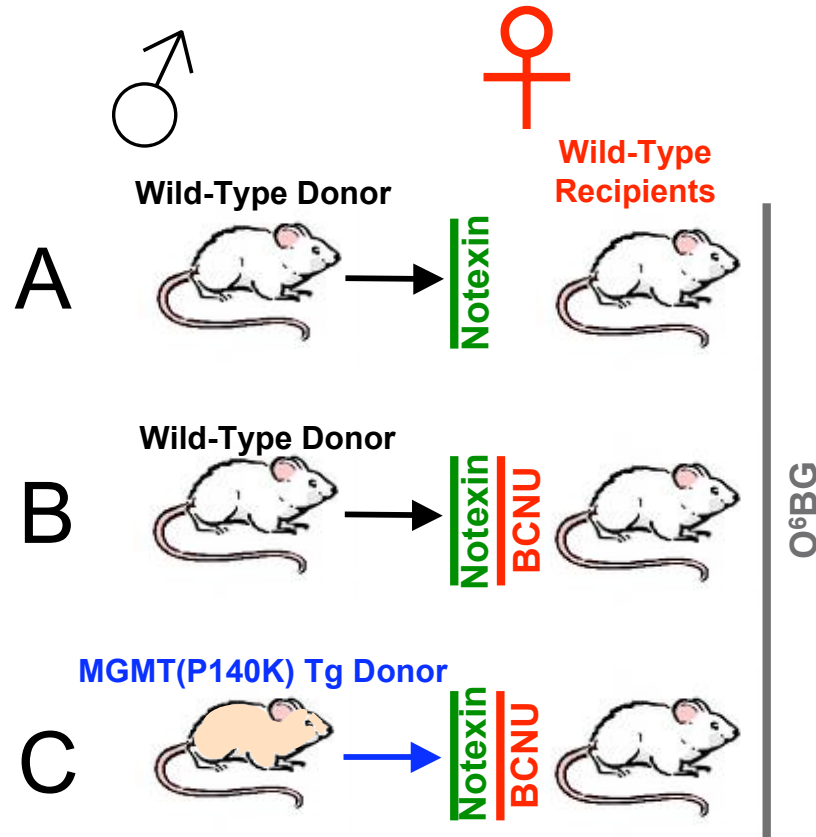 Wild-Type
Recipients
Wild-Type Donor
A
Notexin
Wild-Type Donor
B
Notexin
BCNU
O⁶BG
MGMT(P140K) Tg Donor
C
Notexin
BCNU